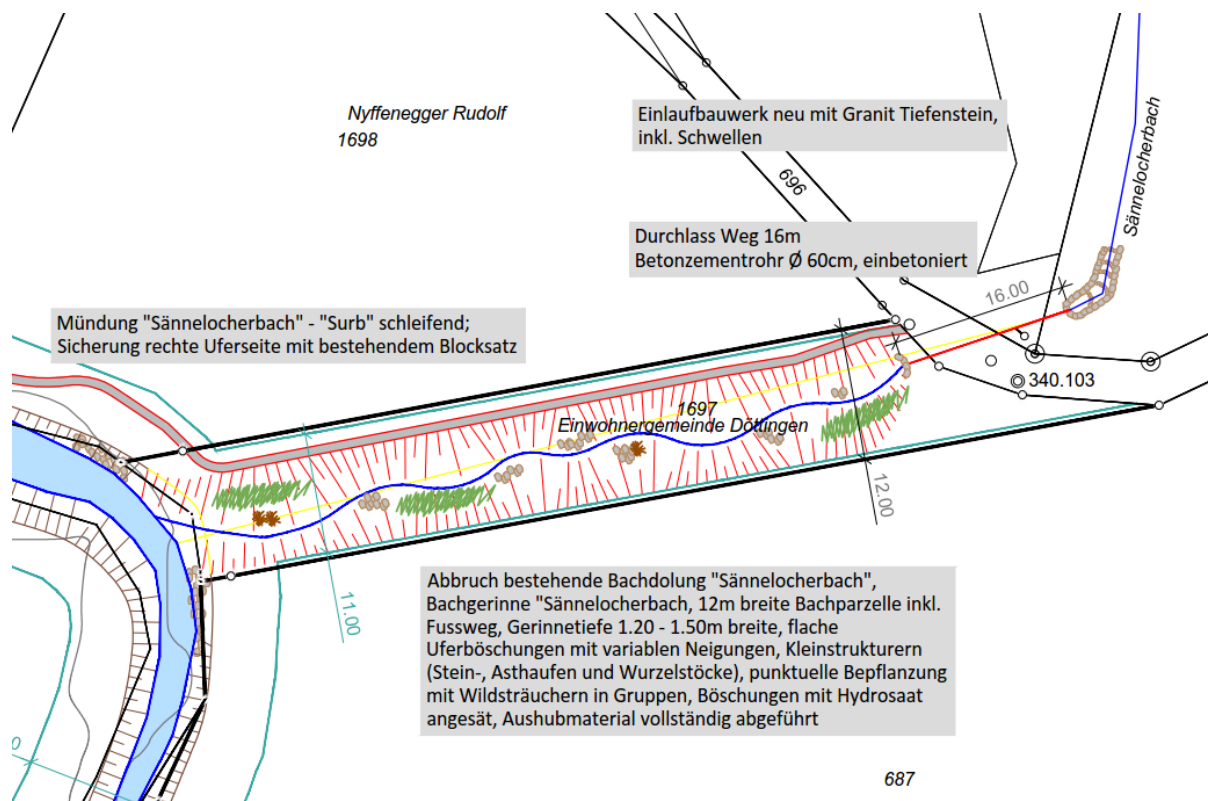 Nyffenegger Rudolf
1698
Einlaufbauwerk neu mit Granit Tiefenstein,
inkl. Schwellen
696
Sännelocherbach
Durchlass Weg 16m
Betonzementrohr Ø 60cm, einbetoniert
16.00
Mündung "Sännelocherbach" - "Surb" schleifend;
Sicherung rechte Uferseite mit bestehendem Blocksatz
340.103
1697
Einwohnergemeinde Döttingen
12.00
11.00
Abbruch bestehende Bachdolung "Sännelocherbach",
Bachgerinne "Sännelocherbach, 12m breite Bachparzelle inkl.
Fussweg, Gerinnetiefe 1.20 - 1.50m breite, flache
Uferböschungen mit variablen Neigungen, Kleinstrukturern
(Stein-, Asthaufen und Wurzelstöcke), punktuelle Bepflanzung
mit Wildsträuchern in Gruppen, Böschungen mit Hydrosaat
angesät, Aushubmaterial vollständig abgeführt
687